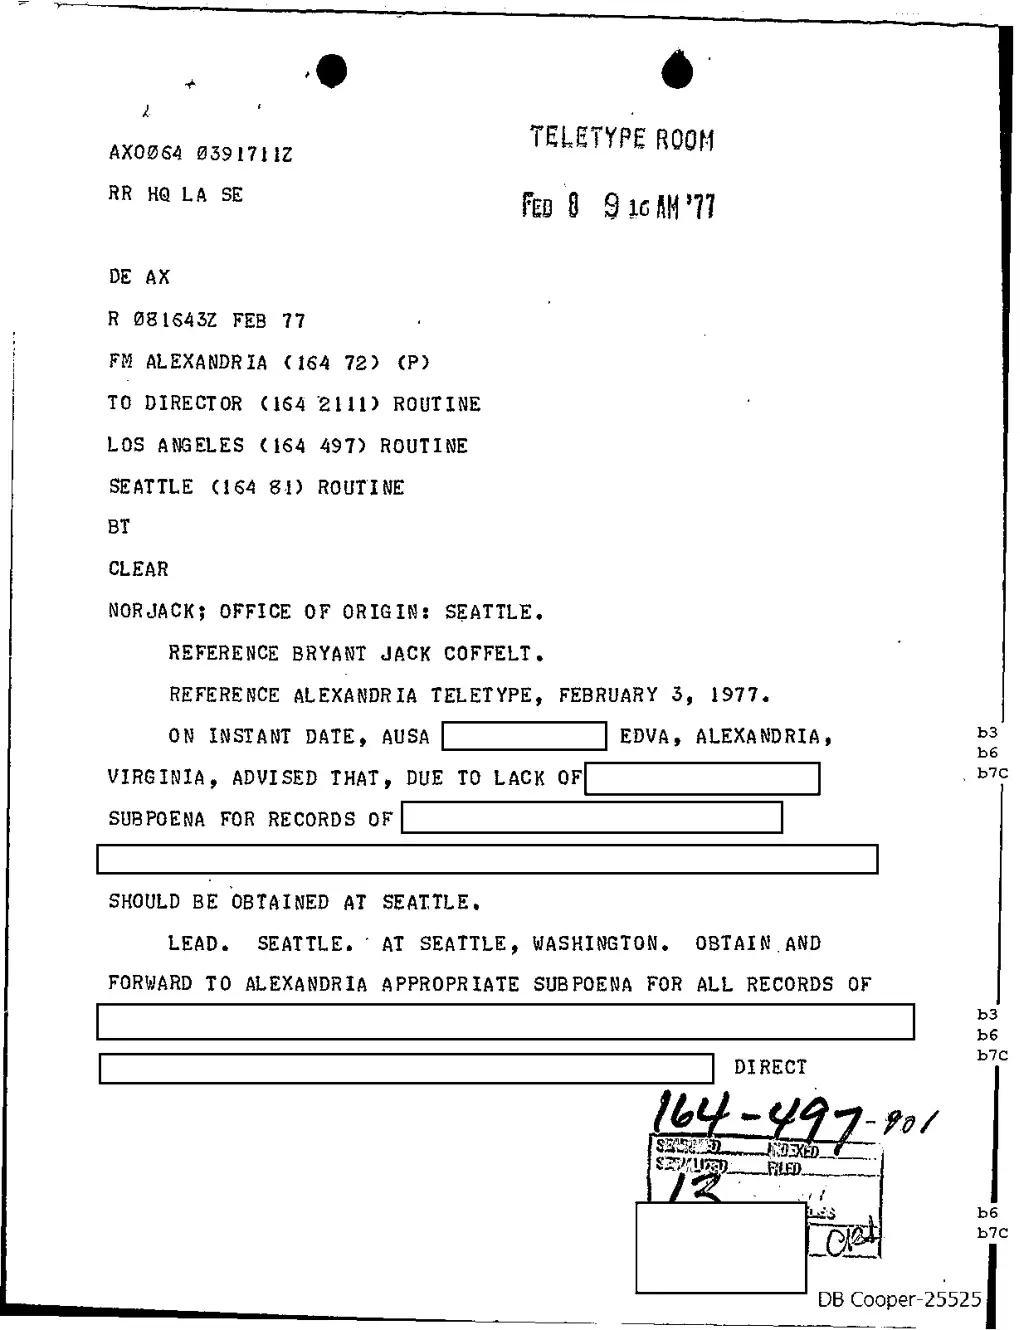 TELETYPE ROOM
AX0064 0391711Z
RR HQ LA SE
FEB 8 9 16 AM '77
DE AX
R 081643Z FEB 77
FM ALEXANDRIA (164 72) (P)
TO DIRECTOR (164 2111) ROUTINE
LOS ANGELES (164 497) ROUTINE
SEATTLE (164 81) ROUTINE
BT
CLEAR
NORJACK; OFFICE OF ORIGIN: SEATTLE.
REFERENCE BRYANT JACK COFFELT.
REFERENCE ALEXANDRIA TELETYPE, FEBRUARY 3, 1977.
ON INSTANT DATE, AUSA EDVA, ALEXANDRIA,
b3
b6
VIRGINIA, ADVISED THAT, DUE TO LACK OF
b7C
SUBPOENA FOR RECORDS OF
SHOULD BE OBTAINED AT SEATTLE.
LEAD. SEATTLE. AT SEATTLE, WASHINGTON. OBTAIN AND
FORWARD TO ALEXANDRIA APPROPRIATE SUBPOENA FOR ALL RECORDS OF
b3
b6
b7C
DIRECT
164-497-901
SEARCHED INDEXED
SERIALIZED FILED
12
b6
b7C
DB Cooper-25525